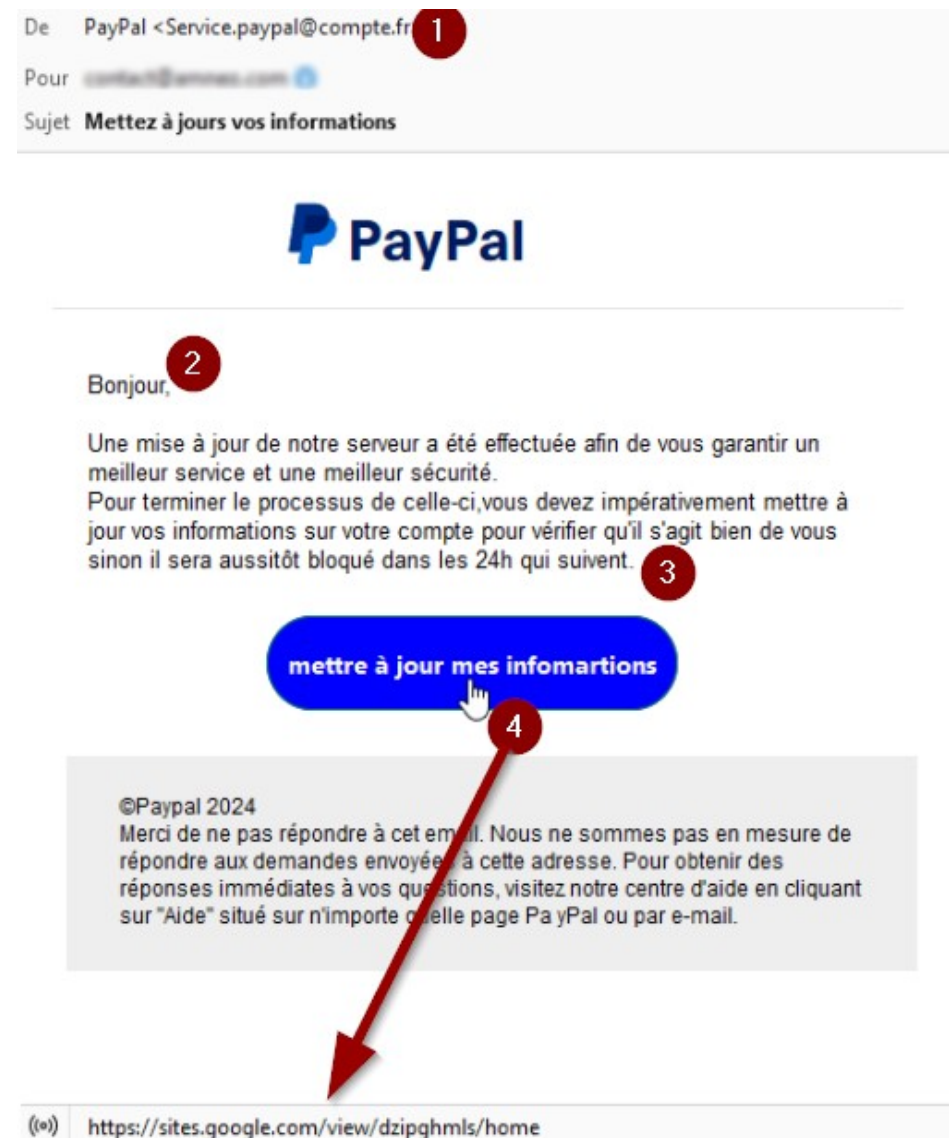 De PayPal <Service.paypal@compte.fr 1
Pour
Sujet Mettez à jours vos informations
PayPal
2
Bonjour,
Une mise à jour de notre serveur a été effectuée afin de vous garantir un
meilleur service et une meilleur sécurité.
Pour terminer le processus de celle-ci,vous devez impérativement mettre à
jour vos informations sur votre compte pour vérifier qu'il s'agit bien de vous
sinon il sera aussitôt bloqué dans les 24h qui suivent.
3
mettre à jour mes infomartions
4
©Paypal 2024
Merci de ne pas répondre à cet email. Nous ne sommes pas en mesure de
répondre aux demandes envoyées à cette adresse. Pour obtenir des
réponses immédiates à vos questions, visitez notre centre d'aide en cliquant
sur "Aide" situé sur n'importe quelle page Pa yPal ou par e-mail.
https://sites.google.com/view/dzipghmls/home